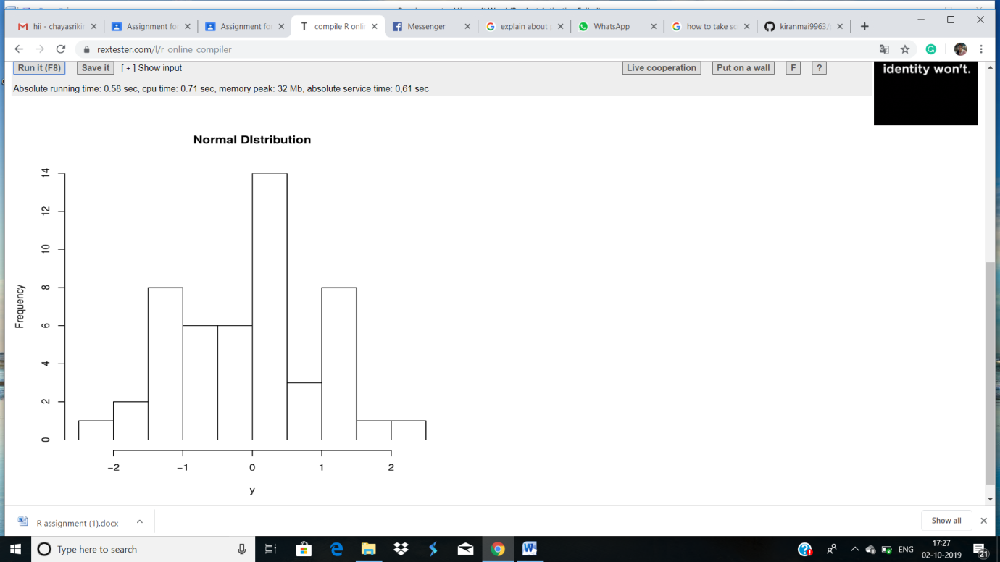 hii - chayasrikir
Assignment for
Assignment for
compile R onli
Messenger
explain about p
WhatsApp
how to take scr
kiranmai9963/
rextester.com/l/r_online_compiler
Run it (F8) Save it [ + ] Show input Live cooperation Put on a wall F ?
identity won't.
Absolute running time: 0.58 sec, cpu time: 0.71 sec, memory peak: 32 Mb, absolute service time: 0,61 sec
Normal DIstribution
14
12
10
8
6
4
2
0
Frequency
−2 −1 0 1 2
y
R assignment (1).docx
Show all
Type here to search
ENG
17:27
02-10-2019
21